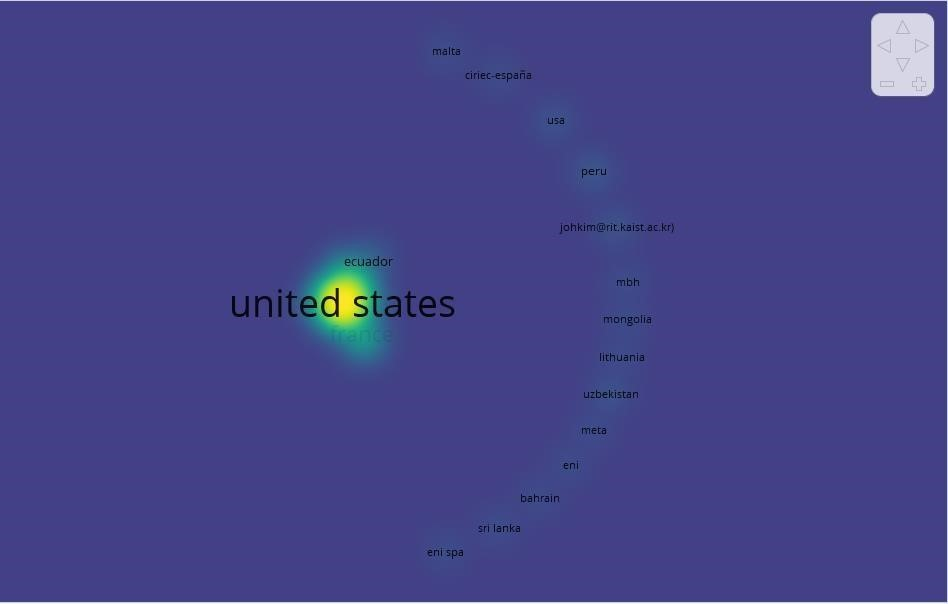 malta
ciriec-españa
usa
peru
johkim@rit.kaist.ac.kr)
ecuador
mbh
united states
mongolia
france
lithuania
uzbekistan
meta
eni
bahrain
sri lanka
eni spa